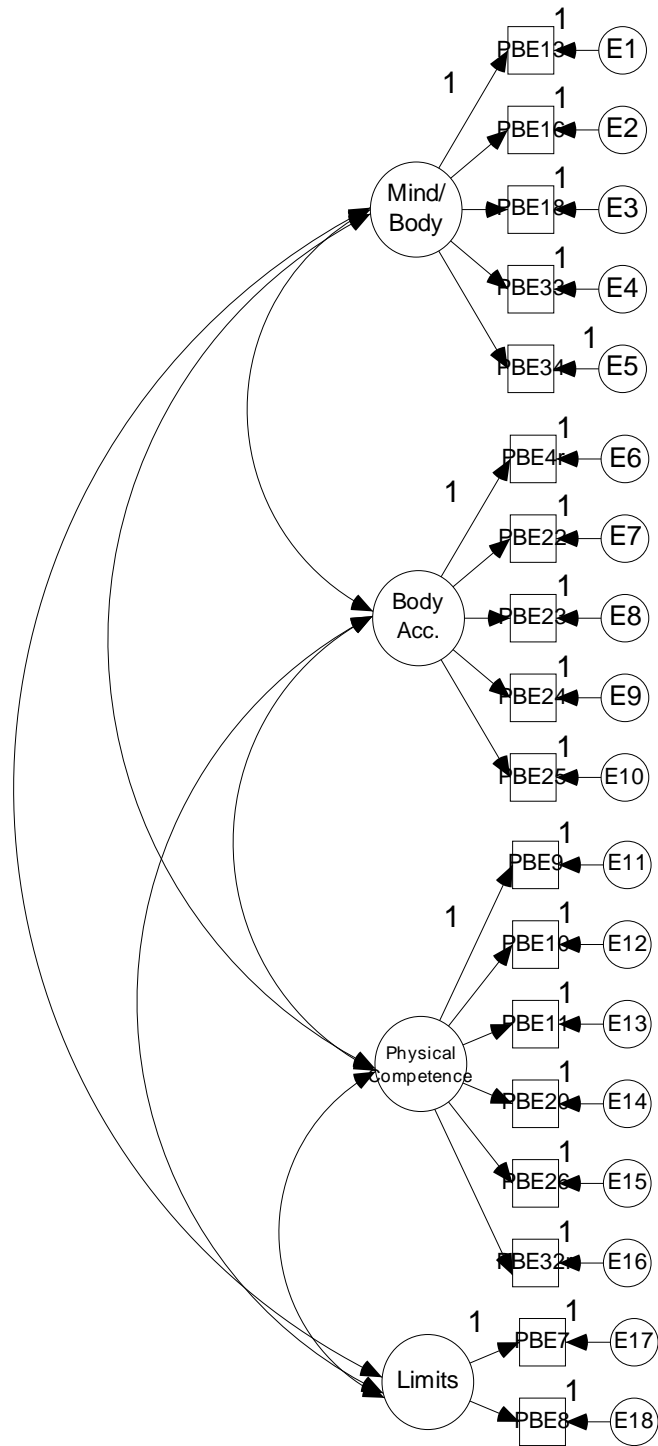 1
PBE13
E1
1
1
PBE16
E2
1
Mind/
Body
PBE18
E3
1
PBE33
E4
1
PBE34
E5
1
PBE4r
E6
1
1
PBE22
E7
1
Body
Acc.
PBE23
E8
1
PBE24
E9
1
PBE25
E10
1
PBE9
E11
1
1
PBE10
E12
1
PBE11
E13
Physical
Competence
1
PBE20
E14
1
PBE26
E15
1
PBE32r
E16
1
1
PBE7
E17
Limits
1
PBE8
E18